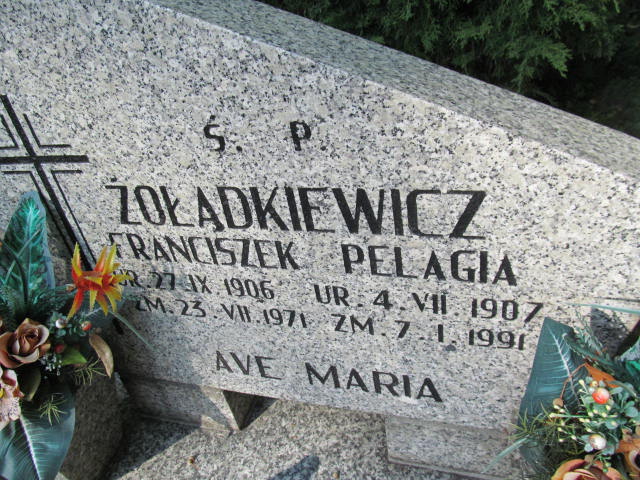 Ś. P
ŻOŁĄDKIEWICZ
FRANCISZEK PELAGIA
UR. 27. IX 1906 UR. 4. VII. 1907
ZM. 23. VII. 1971 ZM. 7. I. 1991
AVE MARIA